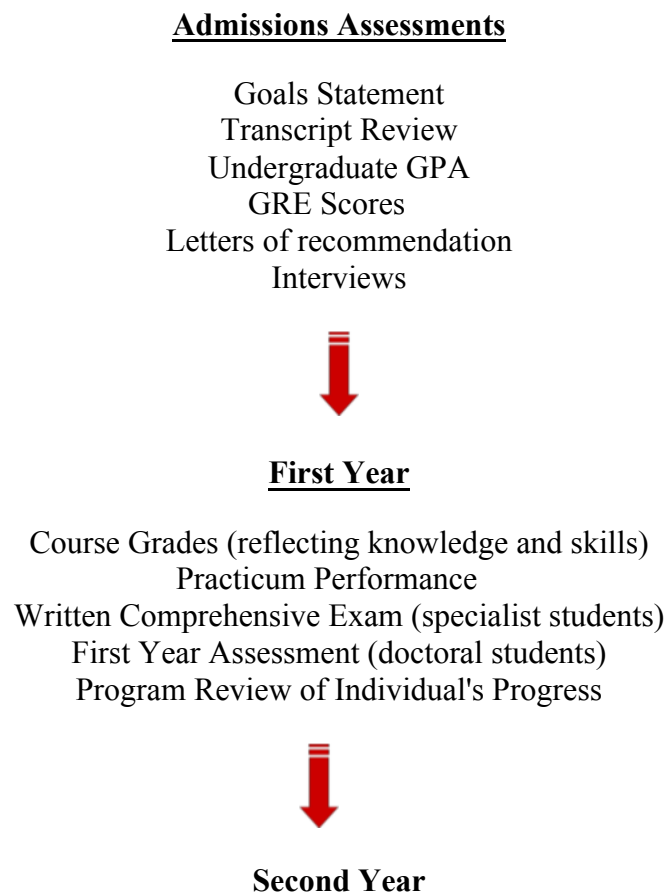 Admissions Assessments
Goals Statement
Transcript Review
Undergraduate GPA
GRE Scores
Letters of recommendation
Interviews
First Year
Course Grades (reflecting knowledge and skills)
Practicum Performance
Written Comprehensive Exam (specialist students)
First Year Assessment (doctoral students)
Program Review of Individual's Progress
Second Year